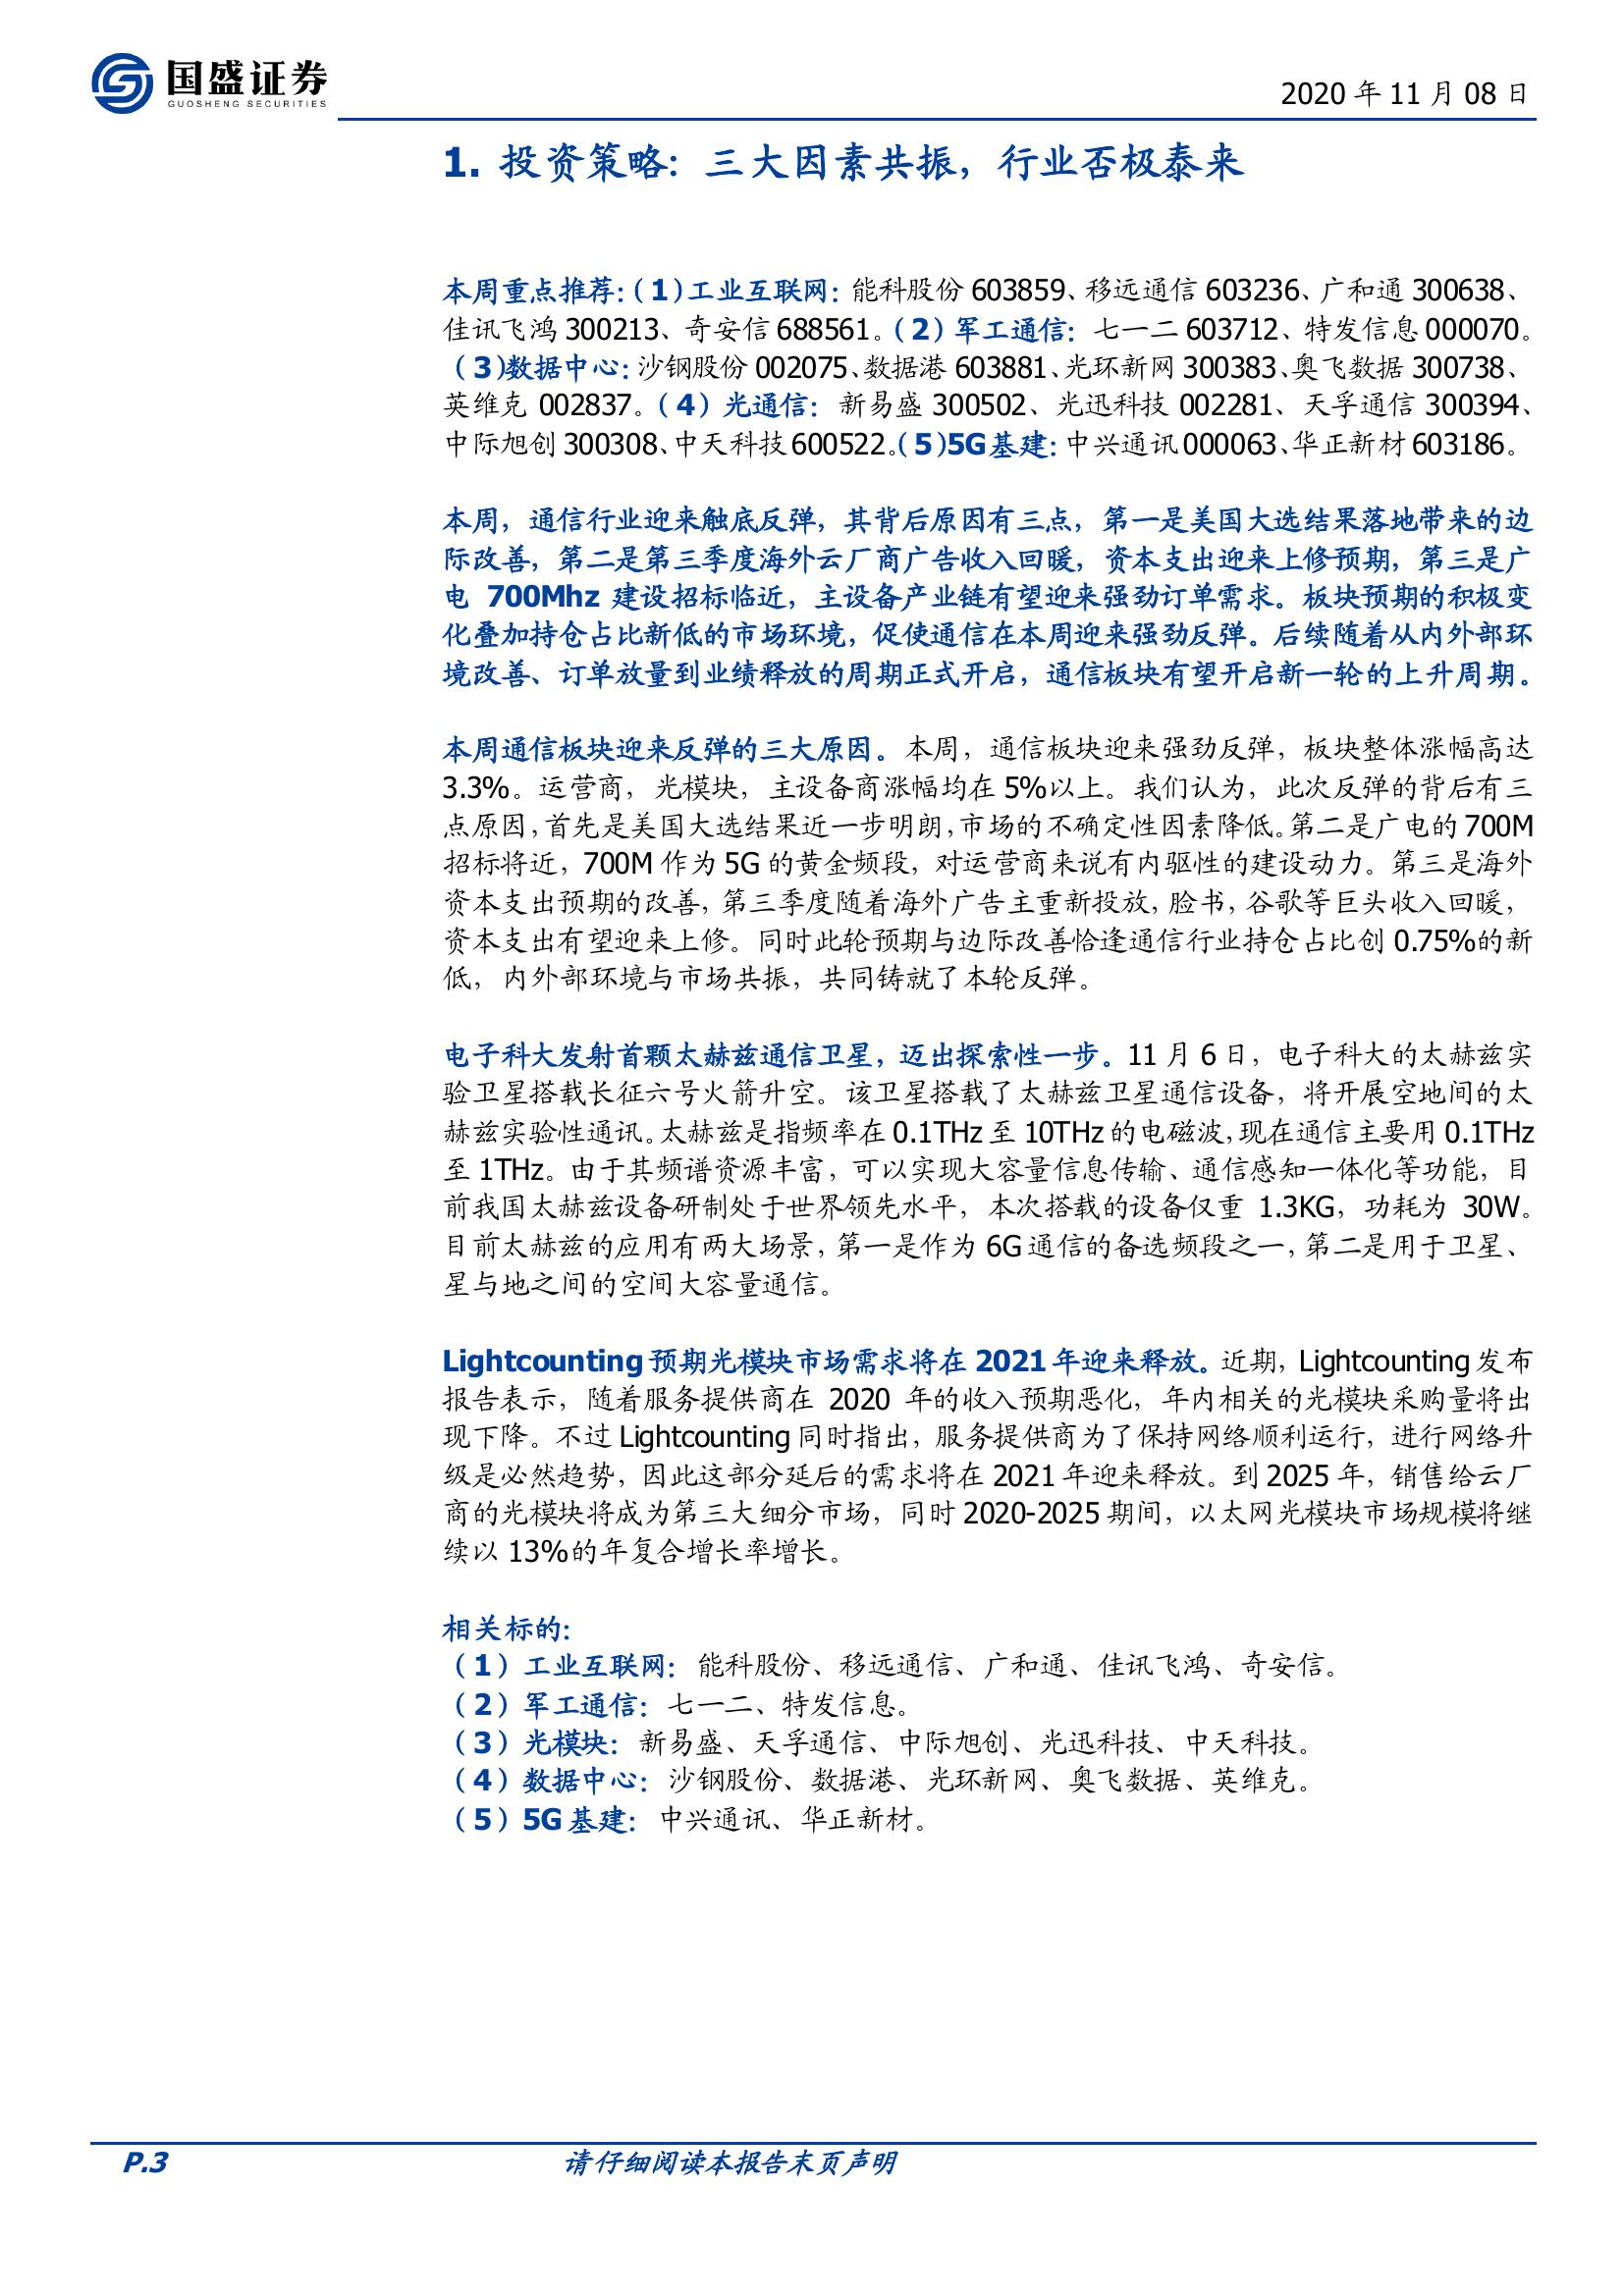 国盛证券
GUOSHENG SECURITIES
2020 年 11 月 08 日
1. 投资策略：三大因素共振，行业否极泰来
本周重点推荐：（1）工业互联网：能科股份 603859、移远通信 603236、广和通 300638、
佳讯飞鸿 300213、奇安信 688561。（2）军工通信：七一二 603712、特发信息 000070。
（3）数据中心：沙钢股份 002075、数据港 603881、光环新网 300383、奥飞数据 300738、
英维克 002837。（4）光通信：新易盛 300502、光迅科技 002281、天孚通信 300394、
中际旭创 300308、中天科技 600522。（5）5G 基建：中兴通讯 000063、华正新材 603186。
本周，通信行业迎来触底反弹，其背后原因有三点，第一是美国大选结果落地带来的边
际改善，第二是第三季度海外云厂商广告收入回暖，资本支出迎来上修预期，第三是广
电 700Mhz 建设招标临近，主设备产业链有望迎来强劲订单需求。板块预期的积极变
化叠加持仓占比新低的市场环境，促使通信在本周迎来强劲反弹。后续随着从内外部环
境改善、订单放量到业绩释放的周期正式开启，通信板块有望开启新一轮的上升周期。
本周通信板块迎来反弹的三大原因。本周，通信板块迎来强劲反弹，板块整体涨幅高达
3.3%。运营商，光模块，主设备商涨幅均在 5%以上。我们认为，此次反弹的背后有三
点原因，首先是美国大选结果近一步明朗，市场的不确定性因素降低。第二是广电的 700M
招标将近，700M 作为 5G 的黄金频段，对运营商来说有内驱性的建设动力。第三是海外
资本支出预期的改善，第三季度随着海外广告主重新投放，脸书，谷歌等巨头收入回暖，
资本支出有望迎来上修。同时此轮预期与边际改善恰逢通信行业持仓占比创 0.75%的新
低，内外部环境与市场共振，共同铸就了本轮反弹。
电子科大发射首颗太赫兹通信卫星，迈出探索性一步。11 月 6 日，电子科大的太赫兹实
验卫星搭载长征六号火箭升空。该卫星搭载了太赫兹卫星通信设备，将开展空地间的太
赫兹实验性通讯。太赫兹是指频率在 0.1THz 至 10THz 的电磁波，现在通信主要用 0.1THz
至 1THz。由于其频谱资源丰富，可以实现大容量信息传输、通信感知一体化等功能，目
前我国太赫兹设备研制处于世界领先水平，本次搭载的设备仅重 1.3KG，功耗为 30W。
目前太赫兹的应用有两大场景，第一是作为 6G 通信的备选频段之一，第二是用于卫星、
星与地之间的空间大容量通信。
Lightcounting 预期光模块市场需求将在 2021 年迎来释放。近期，Lightcounting 发布
报告表示，随着服务提供商在 2020 年的收入预期恶化，年内相关的光模块采购量将出
现下降。不过 Lightcounting 同时指出，服务提供商为了保持网络顺利运行，进行网络升
级是必然趋势，因此这部分延后的需求将在 2021 年迎来释放。到 2025 年，销售给云厂
商的光模块将成为第三大细分市场，同时 2020-2025 期间，以太网光模块市场规模将继
续以 13%的年复合增长率增长。
相关标的：
（1）工业互联网：能科股份、移远通信、广和通、佳讯飞鸿、奇安信。
（2）军工通信：七一二、特发信息。
（3）光模块：新易盛、天孚通信、中际旭创、光迅科技、中天科技。
（4）数据中心：沙钢股份、数据港、光环新网、奥飞数据、英维克。
（5）5G 基建：中兴通讯、华正新材。
P.3
请仔细阅读本报告末页声明